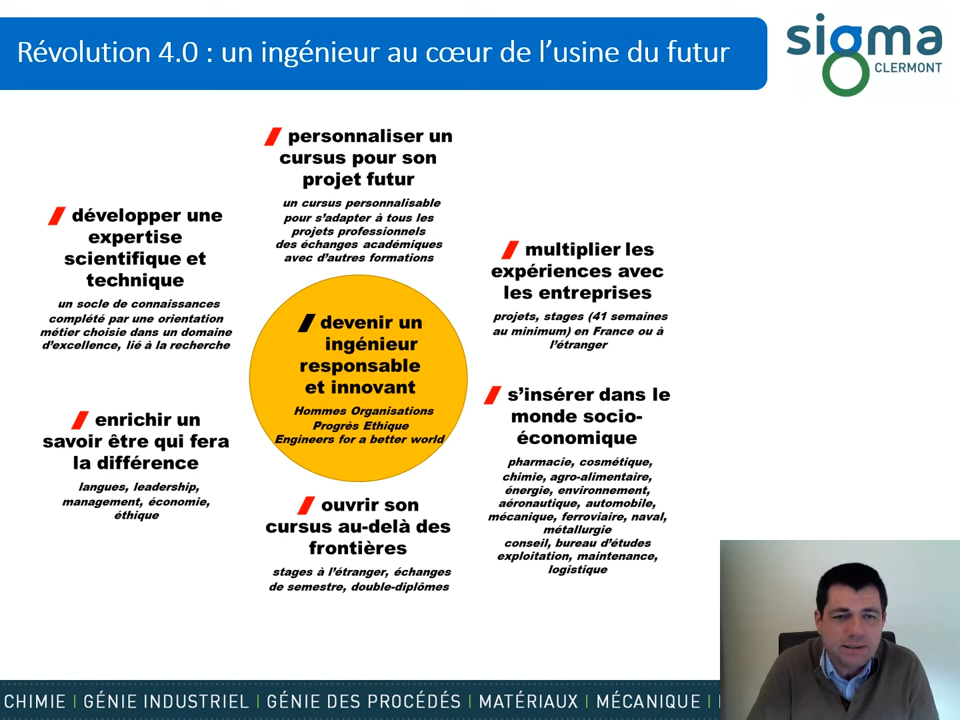 Révolution 4.0 : un ingénieur au cœur de l’usine du futur
sigma
CLERMONT
personnaliser un
cursus pour son
projet futur
un cursus personnalisable
pour s’adapter à tous les
projets professionnels
des échanges académiques
avec d’autres formations
développer une
expertise
scientifique et
technique
un socle de connaissances
complété par une orientation
métier choisie dans un domaine
d’excellence, lié à la recherche
multiplier les
expériences avec
les entreprises
projets, stages (41 semaines
au minimum) en France ou à
l’étranger
devenir un
ingénieur
responsable
et innovant
Hommes Organisations
Progrès Ethique
Engineers for a better world
enrichir un
savoir être qui fera
la différence
langues, leadership,
management, économie,
éthique
s’insérer dans le
monde socio-
économique
pharmacie, cosmétique,
chimie, agro-alimentaire,
énergie, environnement,
aéronautique, automobile,
mécanique, ferroviaire, naval,
métallurgie
conseil, bureau d’études
exploitation, maintenance,
logistique
ouvrir son
cursus au-delà des
frontières
stages à l’étranger, échanges
de semestre, double-diplômes
CHIMIE | GÉNIE INDUSTRIEL | GÉNIE DES PROCÉDÉS | MATÉRIAUX | MÉCANIQUE |